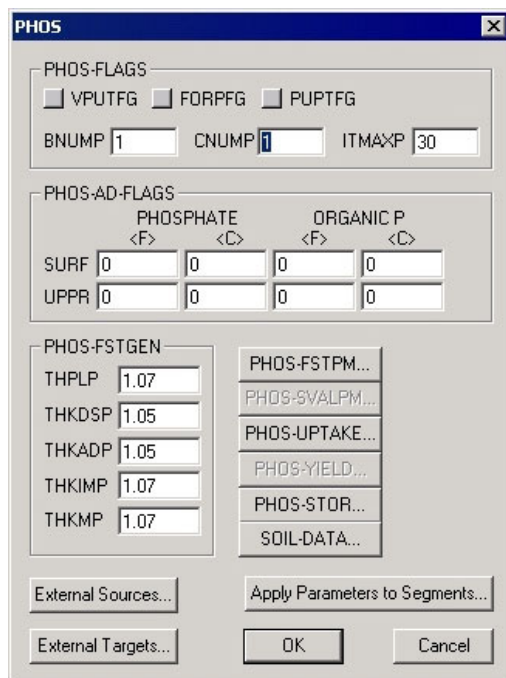 PHOS
PHOS-FLAGS
VPUTFG FORPFG PUPTFG
BNUMP 1 CNUMP 1 ITMAXP 30
PHOS-AD-FLAGS
PHOSPHATE ORGANIC P
<F> <C> <F> <C>
SURF 0 0 0 0
UPPR 0 0 0 0
PHOS-FSTGEN
THPLP 1.07
THKDSP 1.05
THKADP 1.05
THKIMP 1.07
THKMP 1.07
PHOS-FSTPM...
PHOS-SVALPM...
PHOS-UPTAKE...
PHOS-YIELD...
PHOS-STOR...
SOIL-DATA...
External Sources... Apply Parameters to Segments...
External Targets... OK Cancel